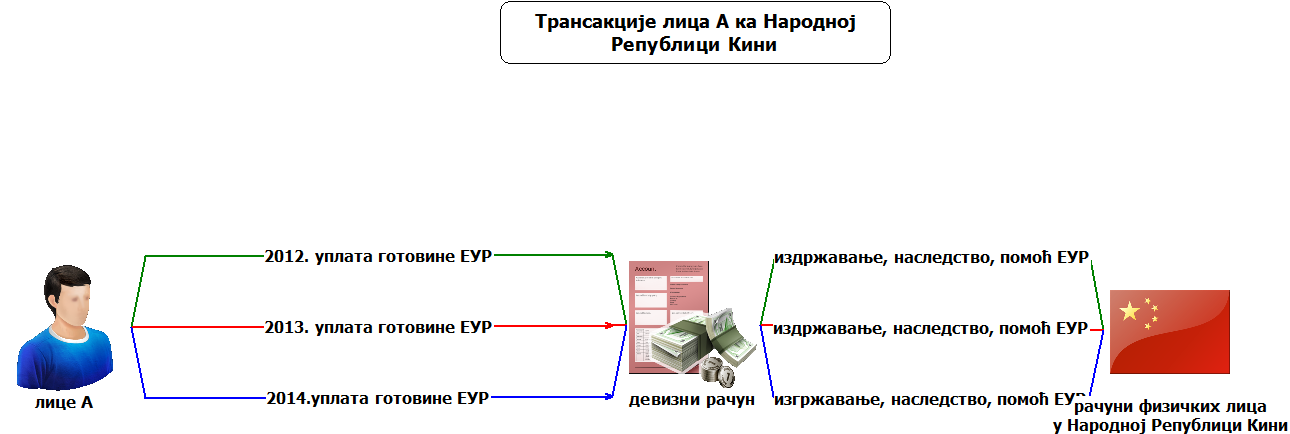 Трансакције лица А ка Народној
Републици Кини
2012. уплата готовине ЕУР
издржавање, наследство, помоћ ЕУР
Account
2013. уплата готовине ЕУР
издржавање, наследство, помоћ ЕУР
2014.уплата готовине ЕУР
изгржавање, наследство, помоћ ЕУР
лице А
девизни рачун
рачуни физичких лица
у Народној Републици Кини